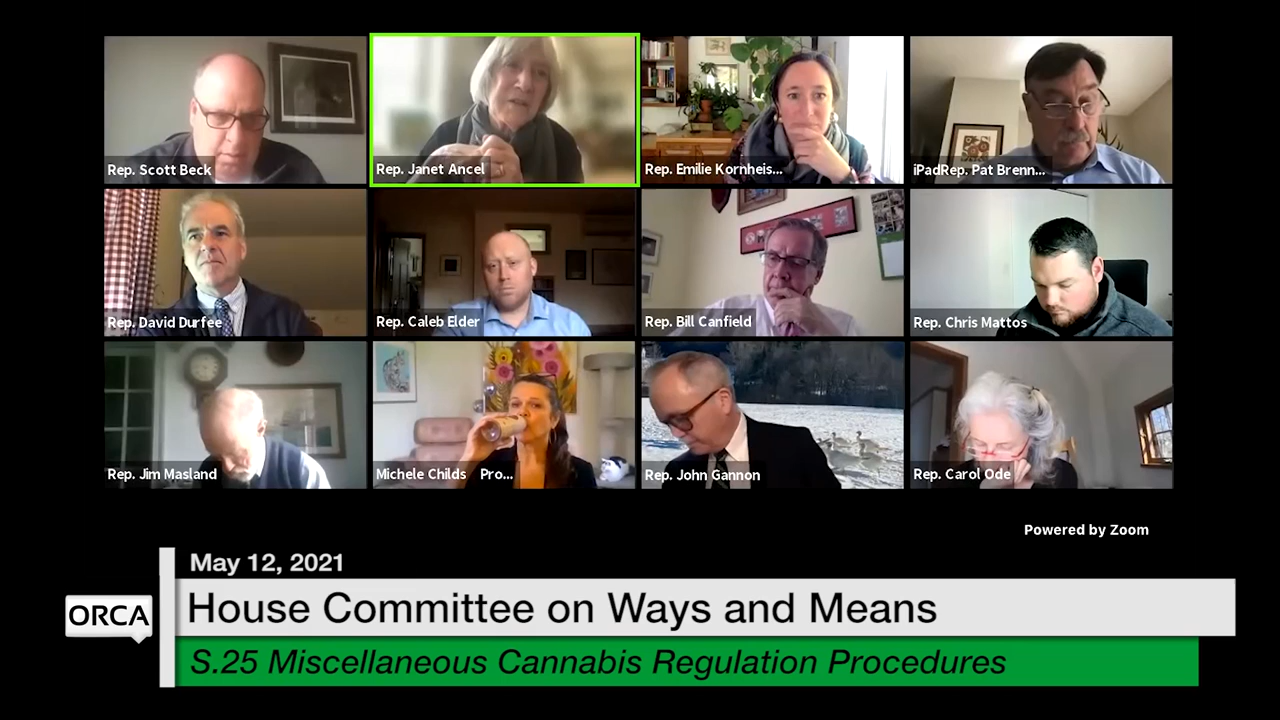 Rep. Scott Beck
Rep. Janet Ancel
Rep. Emilie Kornheis...
iPadRep. Pat Brenn...
Rep. David Durfee
Rep. Caleb Elder
Rep. Bill Canfield
Rep. Chris Mattos
Rep. Jim Masland
Michele Childs Pro...
Rep. John Gannon
Rep. Carol Ode
Powered by Zoom
May 12, 2021
ORCA
House Committee on Ways and Means
S.25 Miscellaneous Cannabis Regulation Procedures